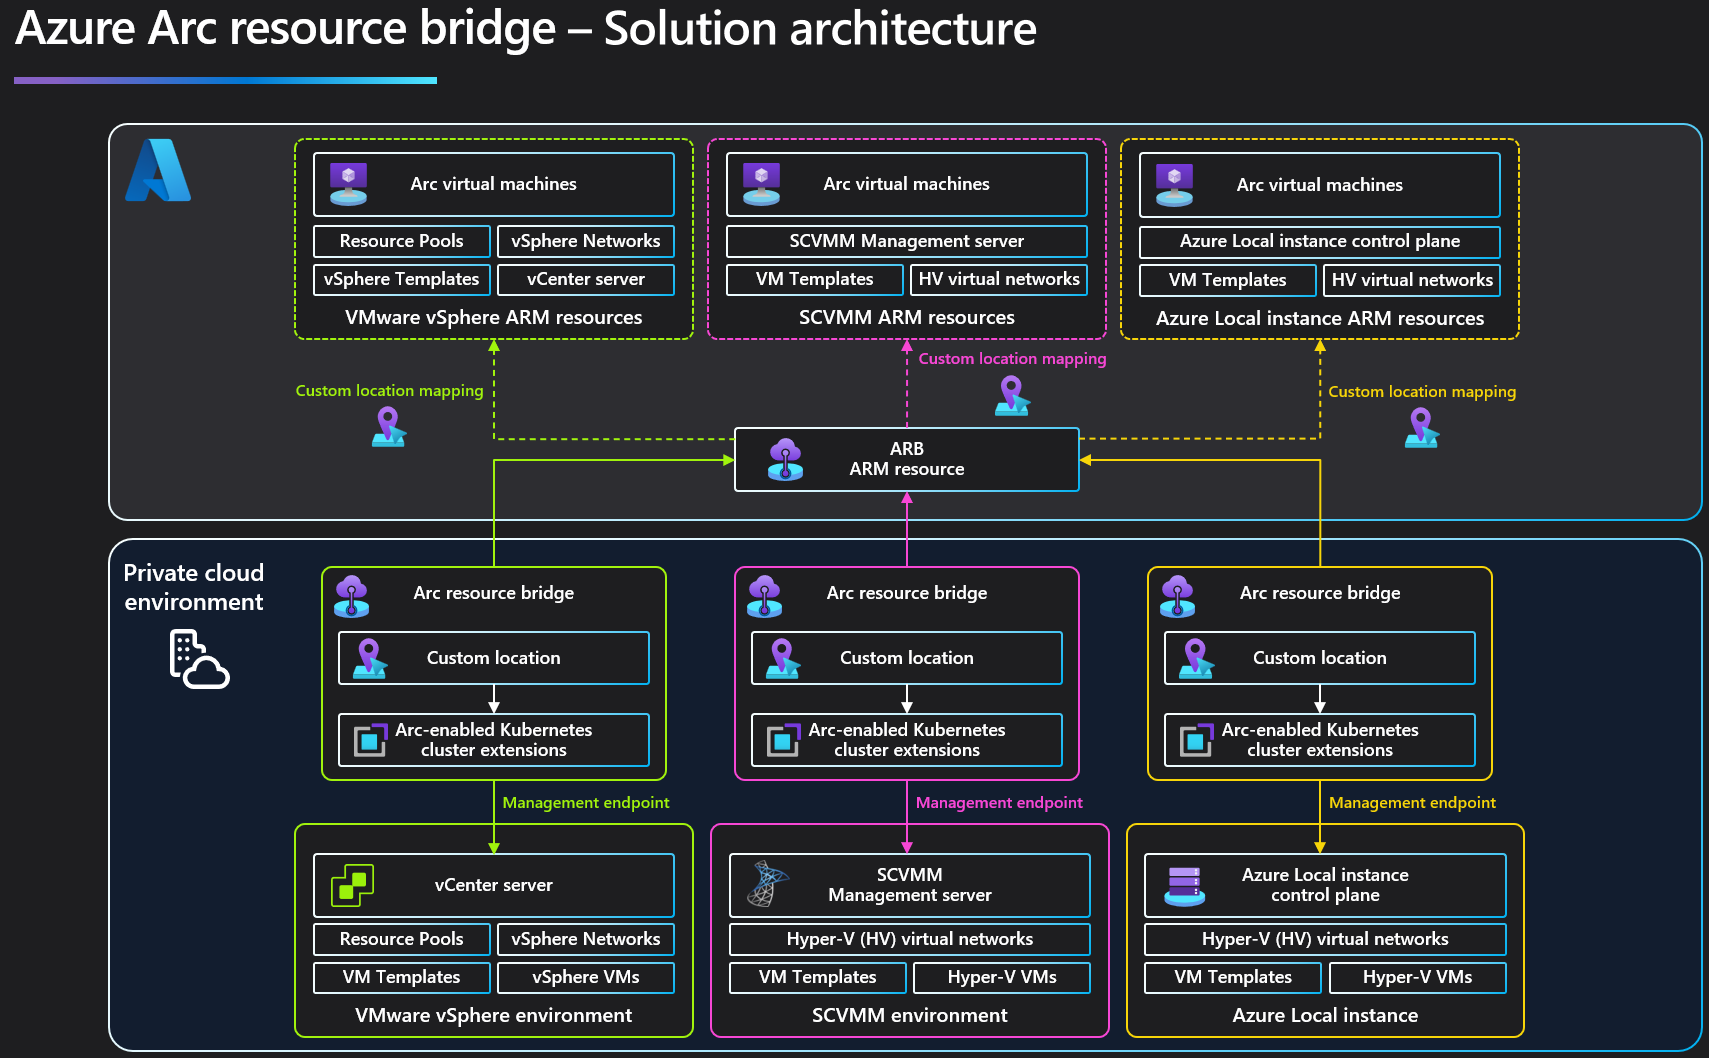 Azure Arc resource bridge – Solution architecture
Arc virtual machines
Resource Pools
vSphere Networks
vSphere Templates
vCenter server
VMware vSphere ARM resources
Arc virtual machines
SCVMM Management server
VM Templates
HV virtual networks
SCVMM ARM resources
Arc virtual machines
Azure Local instance control plane
VM Templates
HV virtual networks
Azure Local instance ARM resources
Custom location mapping
Custom location mapping
Custom location mapping
ARB
ARM resource
Private cloud
environment
Arc resource bridge
Custom location
Arc-enabled Kubernetes
cluster extensions
Management endpoint
Arc resource bridge
Custom location
Arc-enabled Kubernetes
cluster extensions
Management endpoint
Arc resource bridge
Custom location
Arc-enabled Kubernetes
cluster extensions
Management endpoint
vCenter server
Resource Pools
vSphere Networks
VM Templates
vSphere VMs
VMware vSphere environment
SCVMM
Management server
Hyper-V (HV) virtual networks
VM Templates
Hyper-V VMs
SCVMM environment
Azure Local instance
control plane
Hyper-V (HV) virtual networks
VM Templates
Hyper-V VMs
Azure Local instance